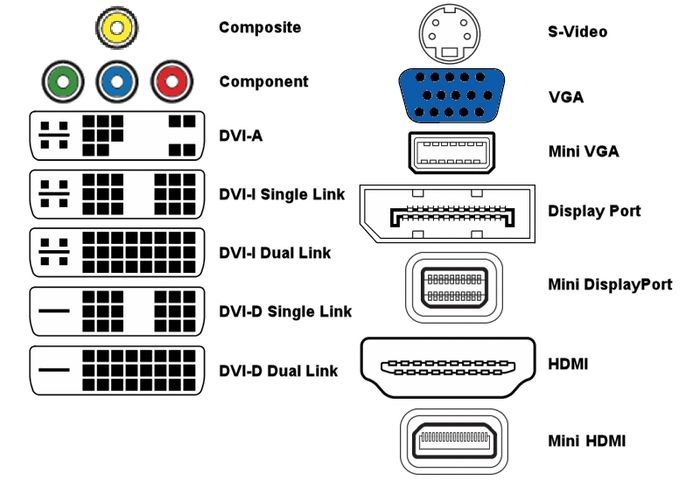 Composite
Component
DVI-A
DVI-I Single Link
DVI-I Dual Link
DVI-D Single Link
DVI-D Dual Link
S-Video
VGA
Mini VGA
Display Port
Mini DisplayPort
HDMI
Mini HDMI